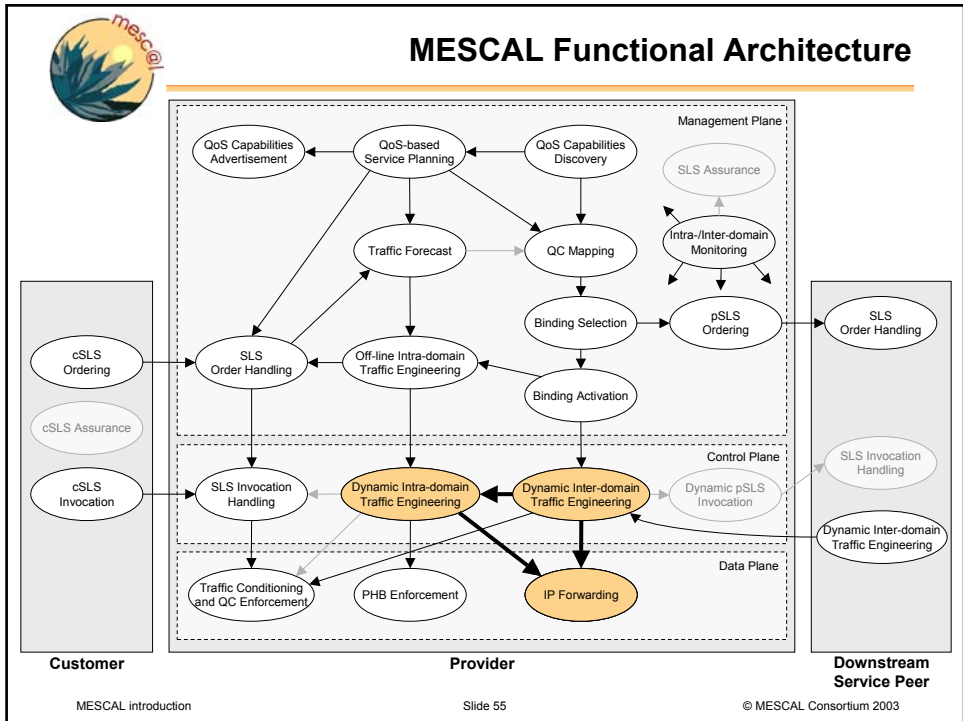 mesc@l
MESCAL Functional Architecture
Management Plane
QoS Capabilities
Advertisement
QoS-based
Service Planning
QoS Capabilities
Discovery
SLS Assurance
Traffic Forecast
QC Mapping
Intra-/Inter-domain
Monitoring
Binding Selection
pSLS
Ordering
SLS
Order Handling
cSLS
Ordering
SLS
Order Handling
Off-line Intra-domain
Traffic Engineering
Binding Activation
cSLS Assurance
Control Plane
cSLS
Invocation
SLS Invocation
Handling
Dynamic Intra-domain
Traffic Engineering
Dynamic Inter-domain
Traffic Engineering
Dynamic pSLS
Invocation
SLS Invocation
Handling
Dynamic Inter-domain
Traffic Engineering
Data Plane
Traffic Conditioning
and QC Enforcement
PHB Enforcement
IP Forwarding
Customer
Provider
Downstream
Service Peer
MESCAL introduction
Slide 55
© MESCAL Consortium 2003